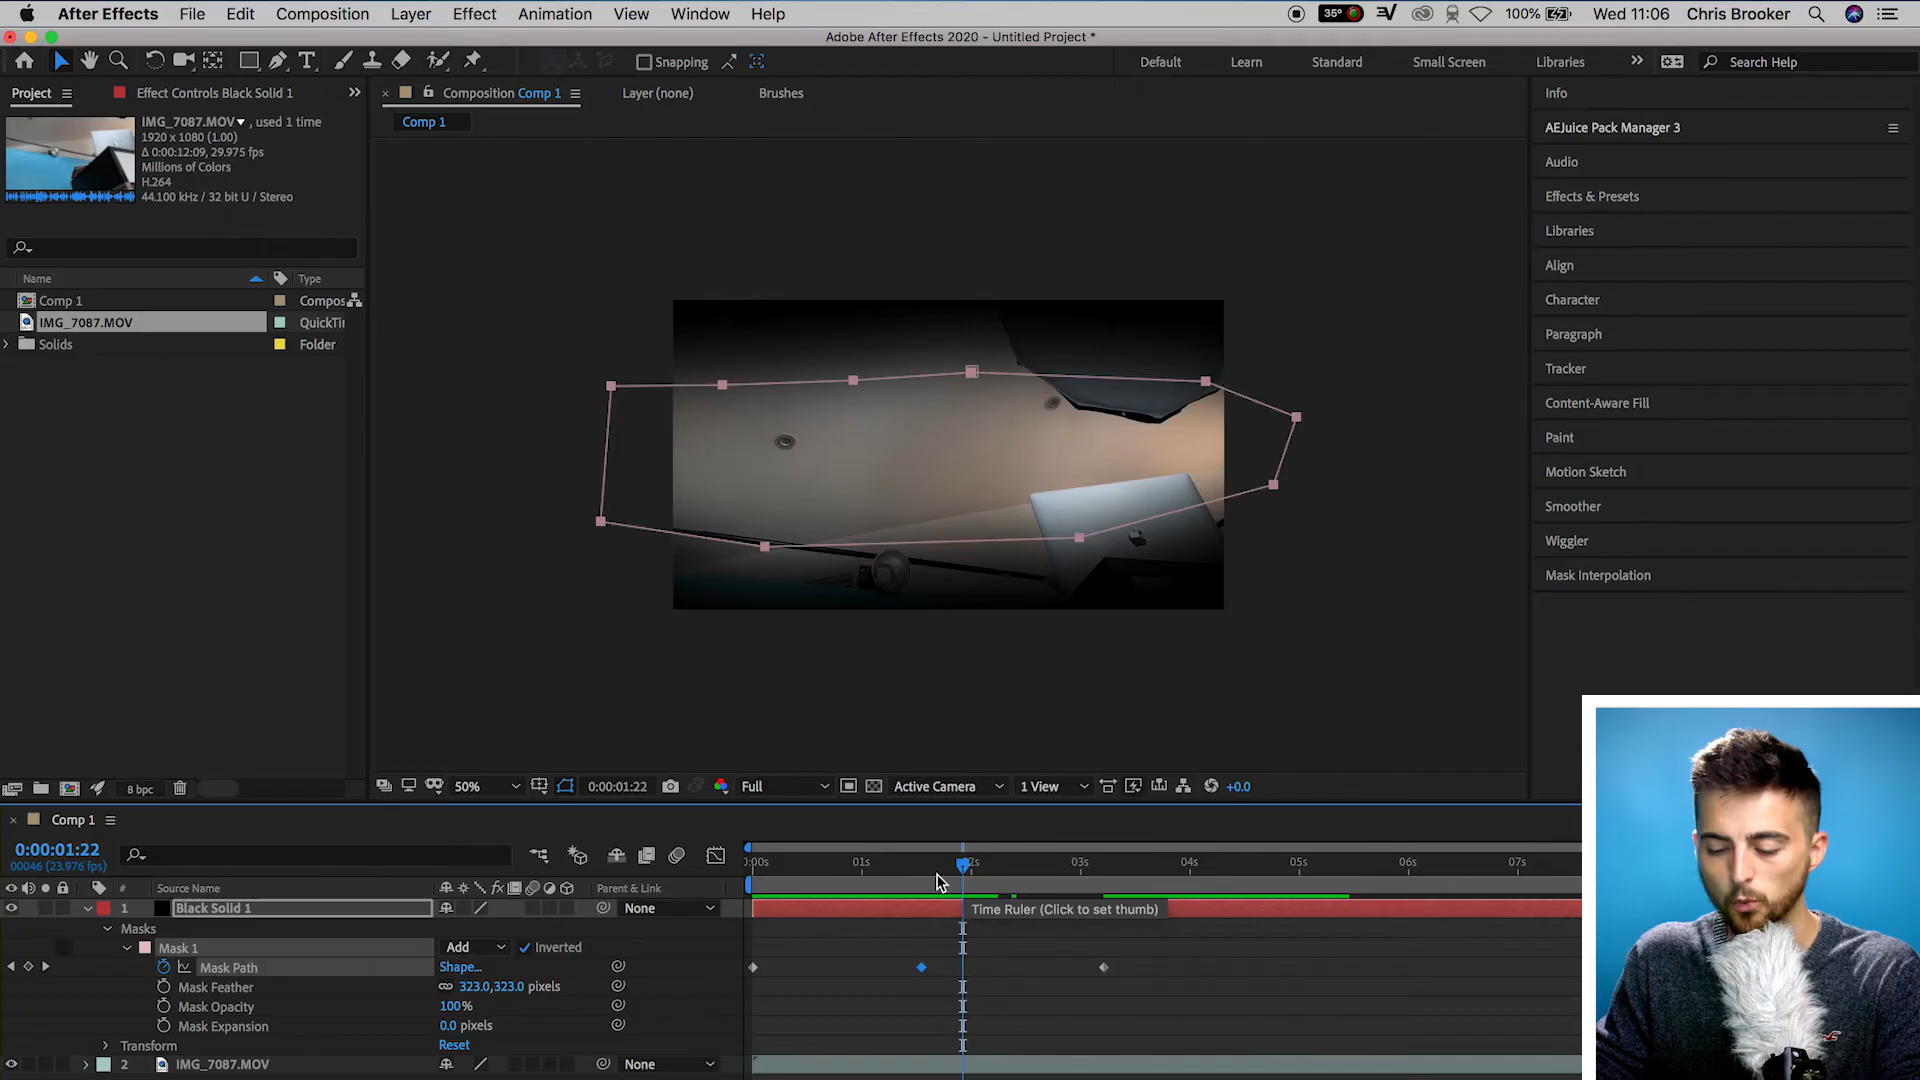 After Effects File Edit Composition Layer Effect Animation View Window Help 35° 100% Wed 11:06 Chris Brooker
Adobe After Effects 2020 - Untitled Project *
Snapping Default Learn Standard Small Screen Libraries Search Help
Project Effect Controls Black Solid 1 Composition Comp 1 Layer (none) Brushes Info
Comp 1
IMG_7087.MOV , used 1 time
1920 x 1080 (1.00)
Δ 0:00:12:09, 29.975 fps
Millions of Colors
H.264
44.100 kHz / 32 bit U / Stereo
AEJuice Pack Manager 3
Audio
Effects & Presets
Libraries
Align
Character
Paragraph
Tracker
Content-Aware Fill
Paint
Motion Sketch
Smoother
Wiggler
Mask Interpolation
Name Type
Comp 1 Compos
IMG_7087.MOV QuickTi
Solids Folder
8 bpc 50% 0:00:01:22 Full Active Camera 1 View +0.0
Comp 1
0:00:01:22
00046 (23.976 fps)
:00s 01s 02s 03s 04s 05s 06s 07s
# Source Name Parent & Link
1 Black Solid 1 None Time Ruler (Click to set thumb)
Masks
Mask 1 Add Inverted
Mask Path Shape...
Mask Feather 323.0,323.0 pixels
Mask Opacity 100%
Mask Expansion 0.0 pixels
Transform Reset
2 IMG_7087.MOV None